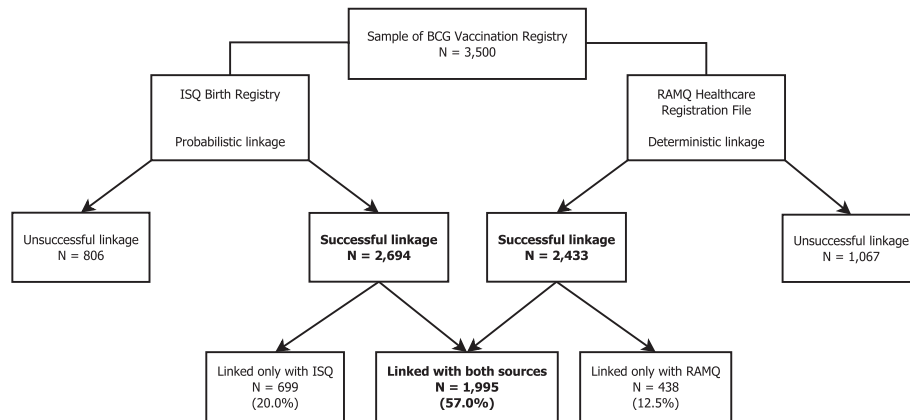 Sample of BCG Vaccination Registry
N = 3,500
ISQ Birth Registry
Probabilistic linkage
RAMQ Healthcare
Registration File
Deterministic linkage
Unsuccessful linkage
N = 806
Successful linkage
N = 2,694
Successful linkage
N = 2,433
Unsuccessful linkage
N = 1,067
Linked only with ISQ
N = 699
(20.0%)
Linked with both sources
N = 1,995
(57.0%)
Linked only with RAMQ
N = 438
(12.5%)